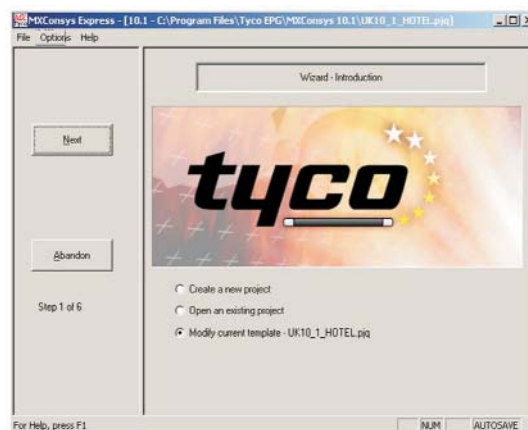 MXConsys Express - [10.1 - C:\Program Files\Tyco EPG\MXConsys 10.1\UK10_1_HOTEL.pjq]
File Options Help
Wizard - Introduction
Next
tyco
Abandon
Create a new project
Step 1 of 6
Open an existing project
Modify current template - UK10_1_HOTEL.pjq
For Help, press F1
NUM
AUTOSAVE